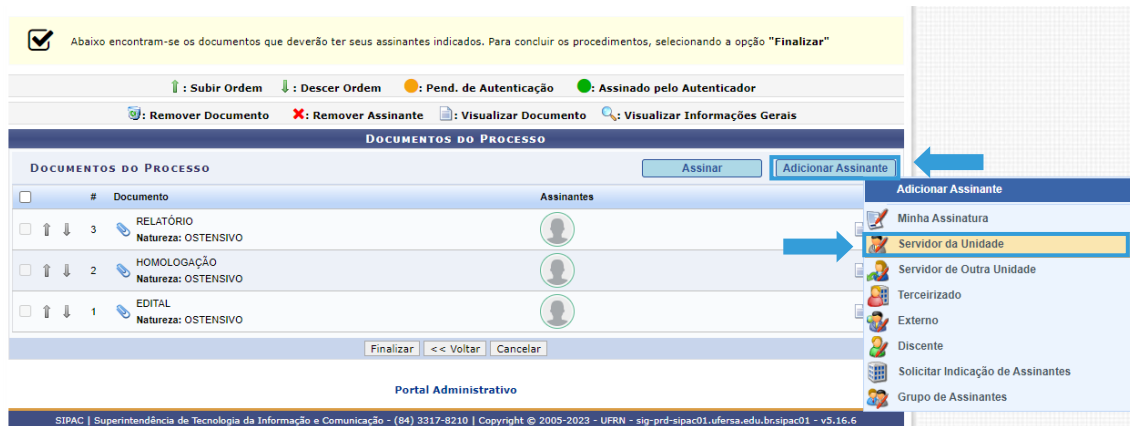 Abaixo encontram-se os documentos que deverão ter seus assinantes indicados. Para concluir os procedimentos, selecionando a opção "Finalizar"
: Subir Ordem : Descer Ordem : Pend. de Autenticação : Assinado pelo Autenticador
: Remover Documento : Remover Assinante : Visualizar Documento : Visualizar Informações Gerais
Documentos do Processo
Documentos do Processo Assinar Adicionar Assinante
# Documento Assinantes
3 RELATÓRIO
Natureza: OSTENSIVO
2 HOMOLOGAÇÃO
Natureza: OSTENSIVO
1 EDITAL
Natureza: OSTENSIVO
Finalizar << Voltar Cancelar
Adicionar Assinante
Minha Assinatura
Servidor da Unidade
Servidor de Outra Unidade
Terceirizado
Externo
Discente
Solicitar Indicação de Assinantes
Grupo de Assinantes
Portal Administrativo
SIPAC | Superintendência de Tecnologia da Informação e Comunicação - (84) 3317-8210 | Copyright © 2005-2023 - UFRN - sig-prd-sipac01.ufersa.edu.br.sipac01 - v5.16.6